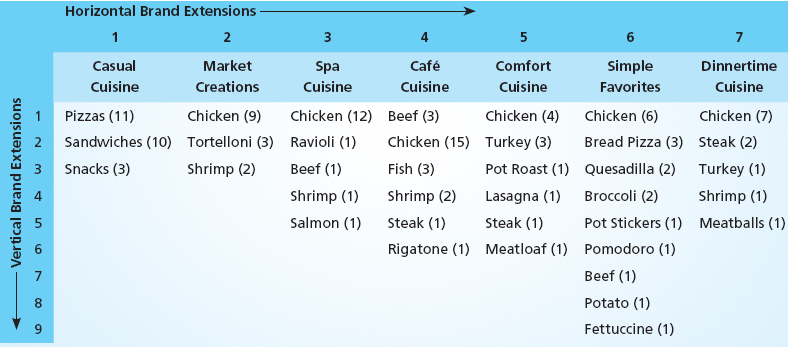 Horizontal Brand Extensions
1 2 3 4 5 6 7
Casual Market Spa Café Comfort Simple Dinnertime
Cuisine Creations Cuisine Cuisine Cuisine Favorites Cuisine
Vertical Brand Extensions
1 Pizzas (11) Chicken (9) Chicken (12) Beef (3) Chicken (4) Chicken (6) Chicken (7)
2 Sandwiches (10) Tortelloni (3) Ravioli (1) Chicken (15) Turkey (3) Bread Pizza (3) Steak (2)
3 Snacks (3) Shrimp (2) Beef (1) Fish (3) Pot Roast (1) Quesadilla (2) Turkey (1)
4 Shrimp (1) Shrimp (2) Lasagna (1) Broccoli (2) Shrimp (1)
5 Salmon (1) Steak (1) Steak (1) Pot Stickers (1) Meatballs (1)
6 Rigatone (1) Meatloaf (1) Pomodoro (1)
7 Beef (1)
8 Potato (1)
9 Fettuccine (1)